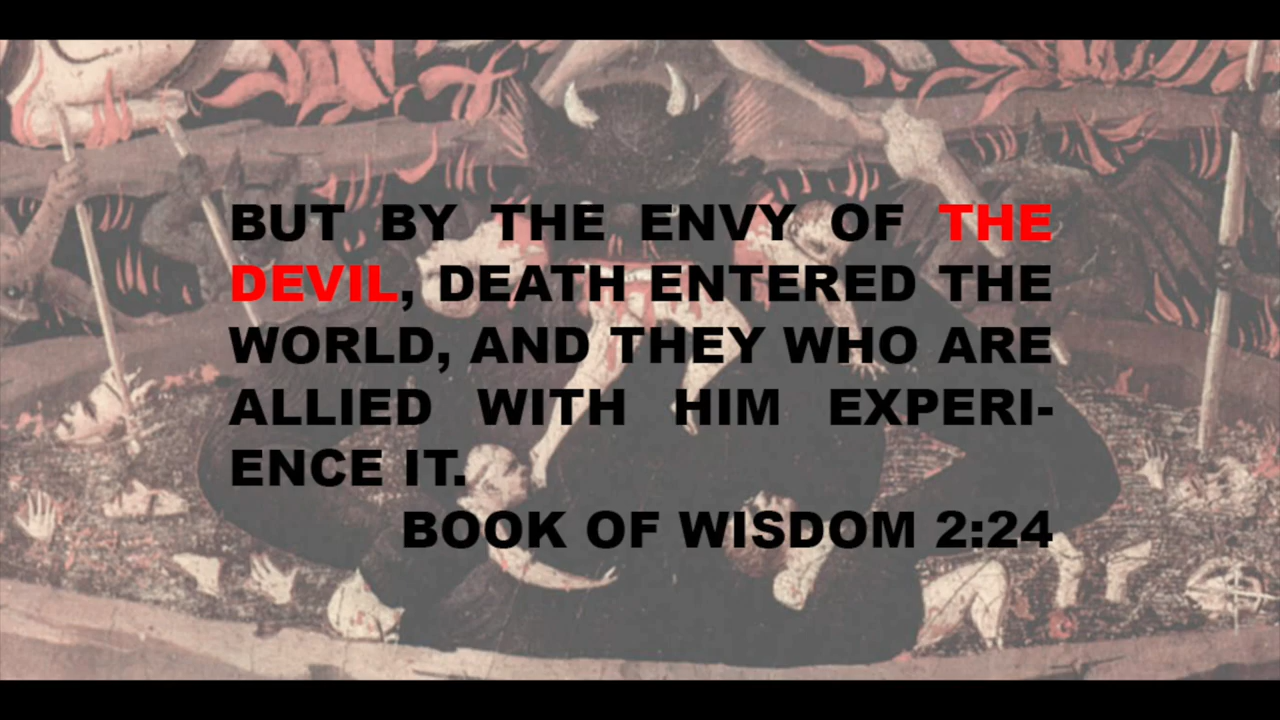 BUT BY THE ENVY OF THE
DEVIL, DEATH ENTERED THE
WORLD, AND THEY WHO ARE
ALLIED WITH HIM EXPERI-
ENCE IT.
BOOK OF WISDOM 2:24